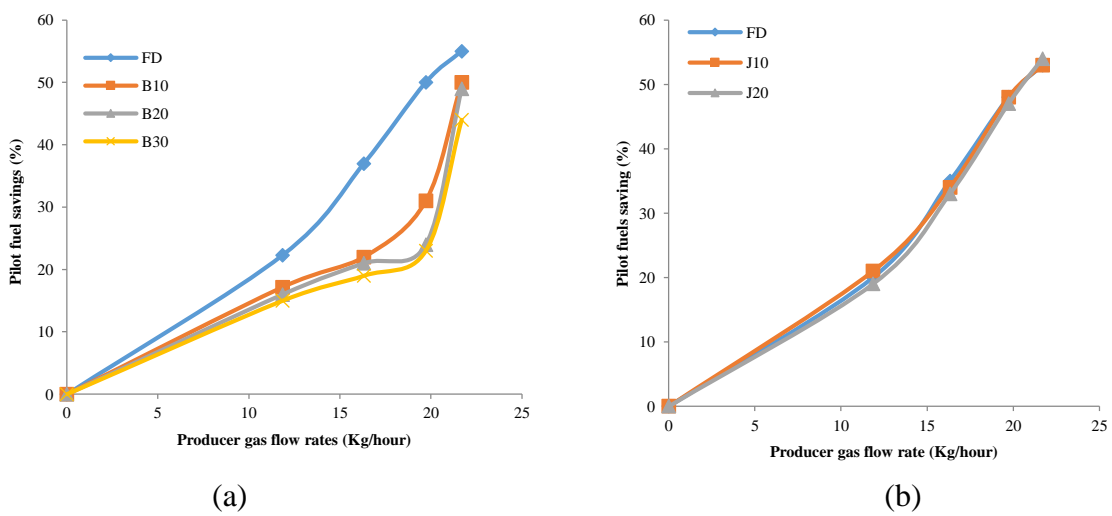 60
50
40
30
20
10
0
Pilot fuel savings (%)
FD
B10
B20
B30
0 5 10 15 20 25
Producer gas flow rates (Kg/hour)
(a)
60
50
40
30
20
10
0
Pilot fuels saving (%)
FD
J10
J20
0 5 10 15 20 25
Producer gas flow rate (Kg/hour)
(b)